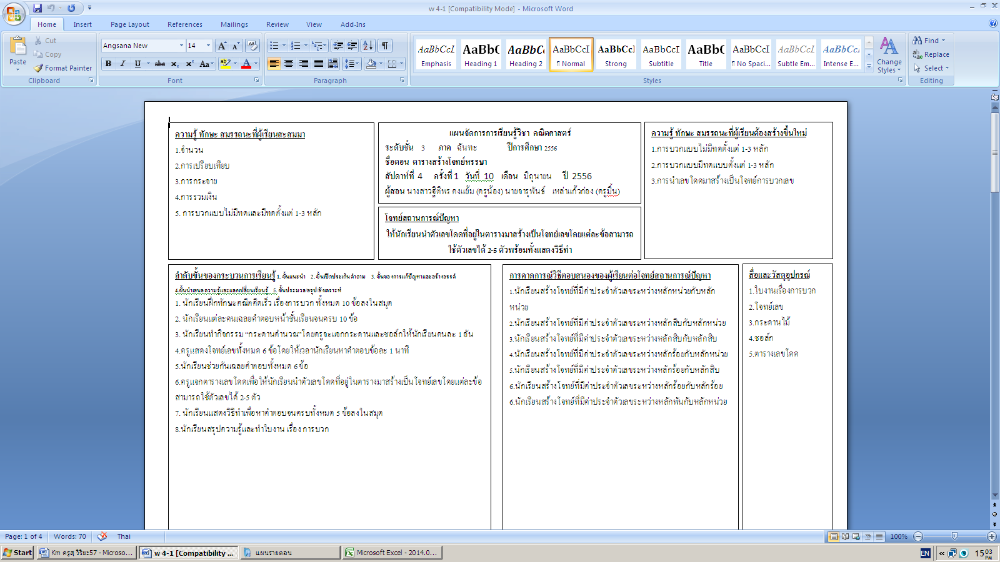 w 4-1 [Compatibility Mode] - Microsoft Word
Home Insert Page Layout References Mailings Review View Add-Ins
Paste
Cut
Copy
Format Painter
Clipboard
Angsana New 14
Font
Paragraph
AaBbCcI AaBbC AaBbCc AaBbCcI AaBbCcI AaBbCcI AaBbC AaBbCcI AaBbCcI AaBbCcI
Emphasis Heading 1 Heading 2 ¶ Normal Strong Subtitle Title ¶ No Spaci... Subtle Em... Intense E...
Change Styles
Styles
Find
Replace
Select
Editing
ความรู้ ทักษะ สมรรถนะที่ผู้เรียนสะสมมา
1.จำนวน
2.การเปรียบเทียบ
3.การกระจาย
4.การรวมเงิน
5. การบวกแบบไม่มีทดและมีทดตั้งแต่ 1-3 หลัก
แผนจัดการการเรียนรู้วิชา คณิตศาสตร์
ระดับชั้น 3 ภาค ฉันทะ ปีการศึกษา 2556
ชื่อตอน ตารางสร้างโจทย์หรรษา
สัปดาห์ที่ 4 ครั้งที่ 1 วันที่ 10 เดือน มิถุนายน ปี 2556
ผู้สอน นางสาวฐิติพร คงแย้ม (ครูน้อง) นายจารุพันธ์ เหล่าแก้วก่อง (ครูมิ้น)
โจทย์สถานการณ์ปัญหา
ให้นักเรียนนำตัวเลขโดดที่อยู่ในตารางมาสร้างเป็นโจทย์เลขโดยแต่ละข้อสามารถ
ใช้ตัวเลขได้ 2-5 ตัวพร้อมทั้งแสดงวิธีทำ
ความรู้ ทักษะ สมรรถนะที่ผู้เรียนต้องสร้างขึ้นใหม่
1.การบวกแบบไม่มีทดตั้งแต่ 1-3 หลัก
2.การบวกแบบมีทดแบบตั้งแต่ 1-3 หลัก
3.การนำเลขโดดมาสร้างเป็นโจทย์การบวกเลข
ลำดับขั้นของกระบวนการเรียนรู้ 1. ขั้นแนะนำ 2. ขั้นเปิดประเด็นคำถาม 3. ขั้นของการแก้ปัญหาและสร้างสรรค์
4.ขั้นนำเสนอความรู้และแลกเปลี่ยนเรียนรู้ 5. ขั้นประมวล/สรุป/สังเคราะห์
1. นักเรียนฝึกทักษะคณิตคิดเร็ว เรื่องการบวก ทั้งหมด 10 ข้อลงในสมุด
2. นักเรียนแต่ละคนเฉลยคำตอบหน้าชั้นเรียนจนครบ 10 ข้อ
3. นักเรียนทำกิจกรรม “กระดานคำนวณ”โดยครูจะแจกกระดานและชอล์กให้นักเรียนคนละ 1 อัน
4.ครูแสดงโจทย์เลขทั้งหมด 6 ข้อโดยให้เวลานักเรียนหาคำตอบข้อละ 1 นาที
5.นักเรียนช่วยกันเฉลยคำตอบทั้งหมด 6 ข้อ
6.ครูแจกตารางเลขโดดเพื่อให้นักเรียนนำตัวเลขโดดที่อยู่ในตารางมาสร้างเป็นโจทย์เลขโดยแต่ละข้อ
สามารถใช้ตัวเลขได้ 2-5 ตัว
7. นักเรียนแสดงวิธีทำเพื่อหาคำตอบจนครบทั้งหมด 5 ข้อลงในสมุด
8.นักเรียนสรุปความรู้และทำใบงาน เรื่อง การบวก
การคาดการณ์วิธีตอบสนองของผู้เรียนต่อโจทย์สถานการณ์ปัญหา
1.นักเรียนสร้างโจทย์ที่มีค่าประจำตัวเลขระหว่างหลักหน่วยกับหลัก
หน่วย
2.นักเรียนสร้างโจทย์ที่มีค่าประจำตัวเลขระหว่างหลักสิบกับหลักหน่วย
3.นักเรียนสร้างโจทย์ที่มีค่าประจำตัวเลขระหว่างหลักสิบกับหลักสิบ
4.นักเรียนสร้างโจทย์ที่มีค่าประจำตัวเลขระหว่างหลักร้อยกับหลักหน่วย
5.นักเรียนสร้างโจทย์ที่มีค่าประจำตัวเลขระหว่างหลักร้อยกับหลักสิบ
6.นักเรียนสร้างโจทย์ที่มีค่าประจำตัวเลขระหว่างหลักร้อยกับหลักร้อย
6.นักเรียนสร้างโจทย์ที่มีค่าประจำตัวเลขระหว่างหลักพันกับหลักหน่วย
สื่อและวัสดุอุปกรณ์
1.ใบงานเรื่องการบวก
2.โจทย์เลข
3.กระดานไม้
4.ชอล์ก
5.ตารางเลขโดด
Page: 1 of 4 Words: 70 Thai 100%
Start Km ครูสุ วิริยะ57 - Microso... w 4-1 [Compatibility ... แผนรายตอน Microsoft Excel - 2014.0... EN 15 03 PM